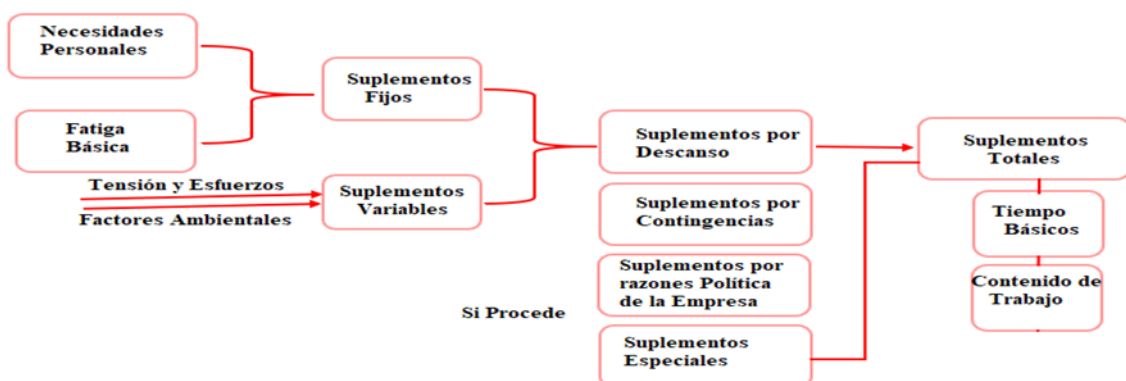 Necesidades
Personales
Fatiga
Básica
Tensión y Esfuerzos
Factores Ambientales
Suplementos
Fijos
Suplementos
Variables
Suplementos por
Descanso
Suplementos por
Contingencias
Suplementos por
razones Política
de la Empresa
Si Procede
Suplementos
Especiales
Suplementos
Totales
Tiempo
Básicos
Contenido de
Trabajo